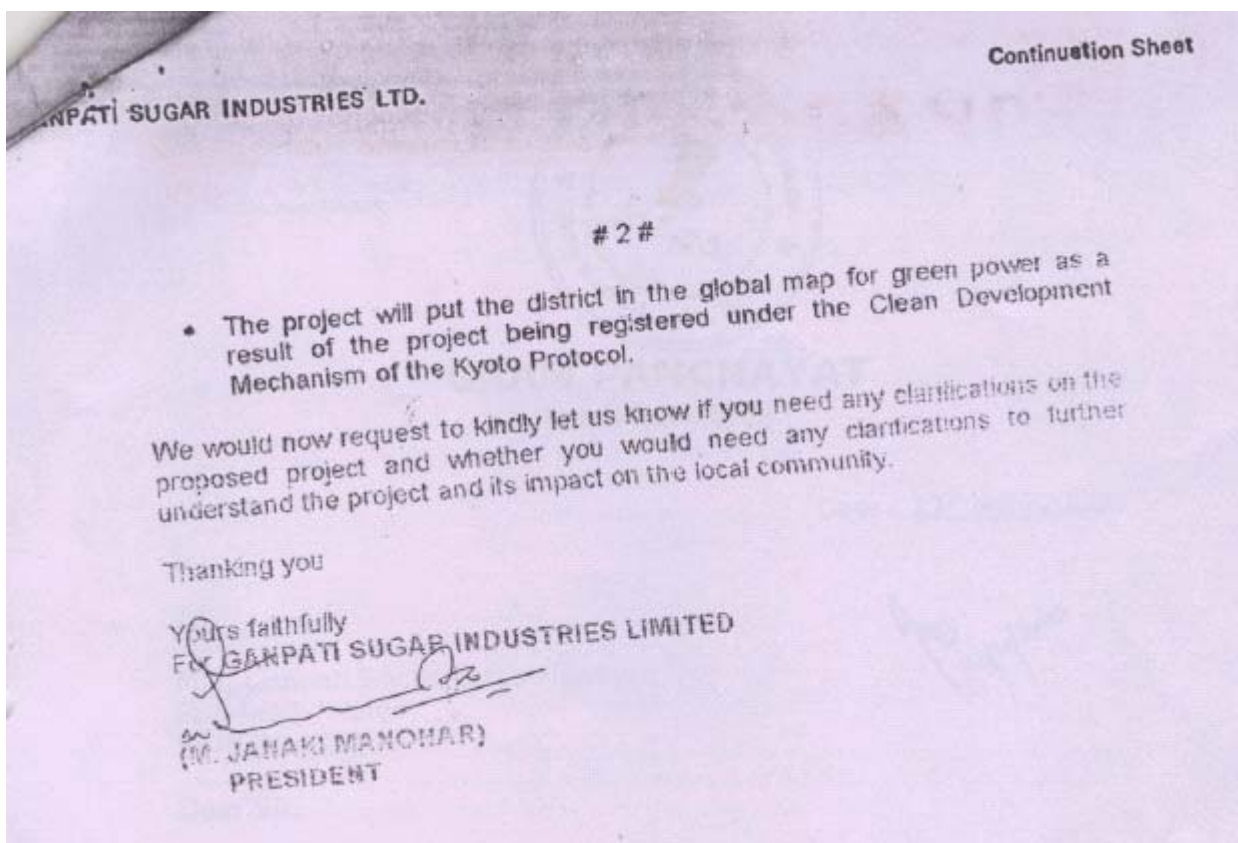 Continuation Sheet
NPATI SUGAR INDUSTRIES LTD.
# 2 #
• The project will put the district in the global map for green power as a
result of the project being registered under the Clean Development
Mechanism of the Kyoto Protocol.
PANCHAYAT
We would now request to kindly let us know if you need any clarifications on the
proposed project and whether you would need any clarifications to further
understand the project and its impact on the local community.
Thanking you
Yours faithfully
For GANPATI SUGAR INDUSTRIES LIMITED
(M. JANAKI MANOHAR)
PRESIDENT
Dear Sir,